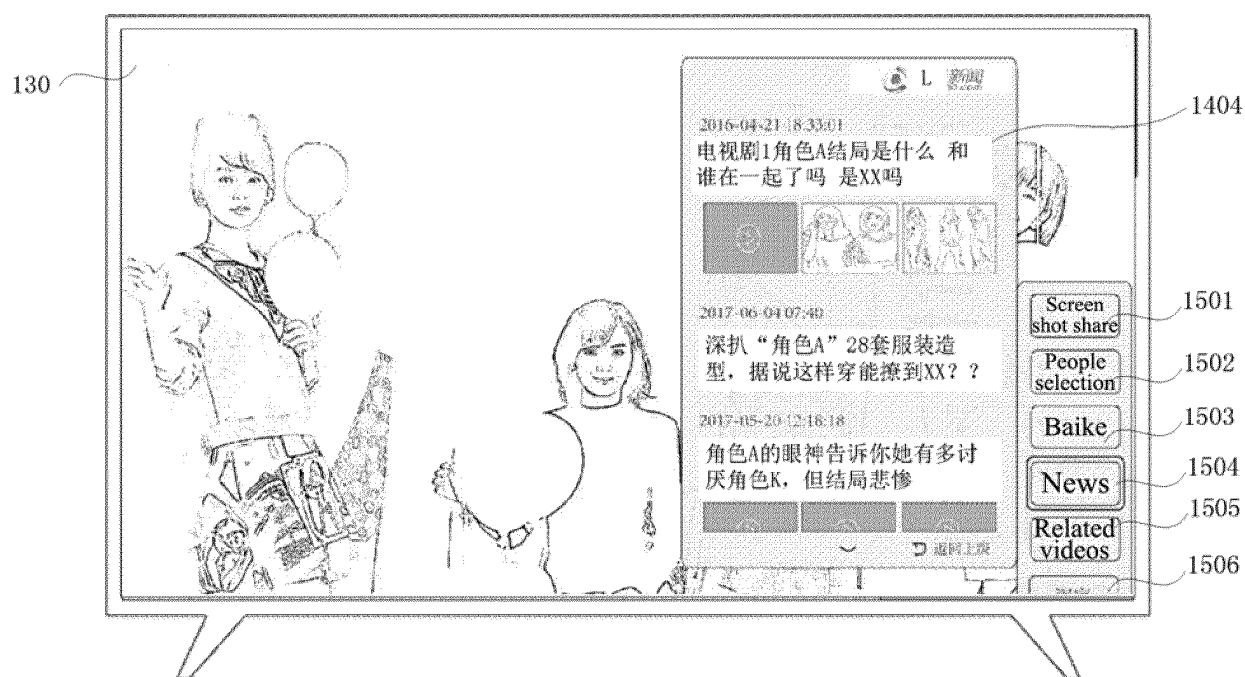 130
L 新闻
1404
2016-04-21 18:33:01
电视剧1角色A结局是什么 和
谁在一起了吗 是XX吗
2017-06-04 07:40
深扒“角色A”28套服装造
型，据说这样穿能撩到XX？？
2017-05-20 12:18:18
角色A的眼神告诉你她有多讨
厌角色K，但结局悲惨
返回上级
Screen
shot share
1501
People
selection
1502
Baike
1503
News
1504
Related
videos
1505
1506